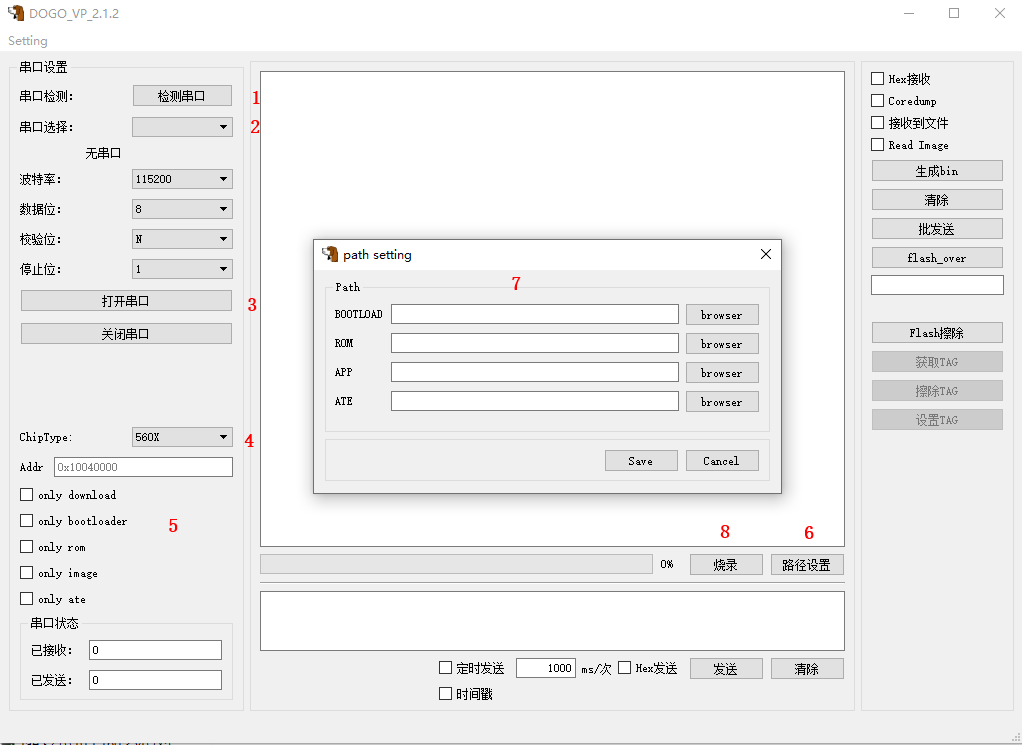 DOGO_VP_2.1.2
Setting
串口设置
串口检测:
检测串口
1
串口选择:
2
无串口
波特率:
115200
数据位:
8
校验位:
N
停止位:
1
打开串口
3
关闭串口
ChipType:
560X
4
Addr
0x10040000
only download
only bootloader
5
only rom
only image
only ate
串口状态
已接收:
0
已发送:
0
path setting
7
Path
BOOTLOAD
browser
ROM
browser
APP
browser
ATE
browser
Save
Cancel
8
6
0%
烧录
路径设置
定时发送
1000
ms/次
Hex发送
发送
清除
时间戳
Hex接收
Coredump
接收到文件
Read Image
生成bin
清除
批发送
flash_over
Flash擦除
获取TAG
擦除TAG
设置TAG